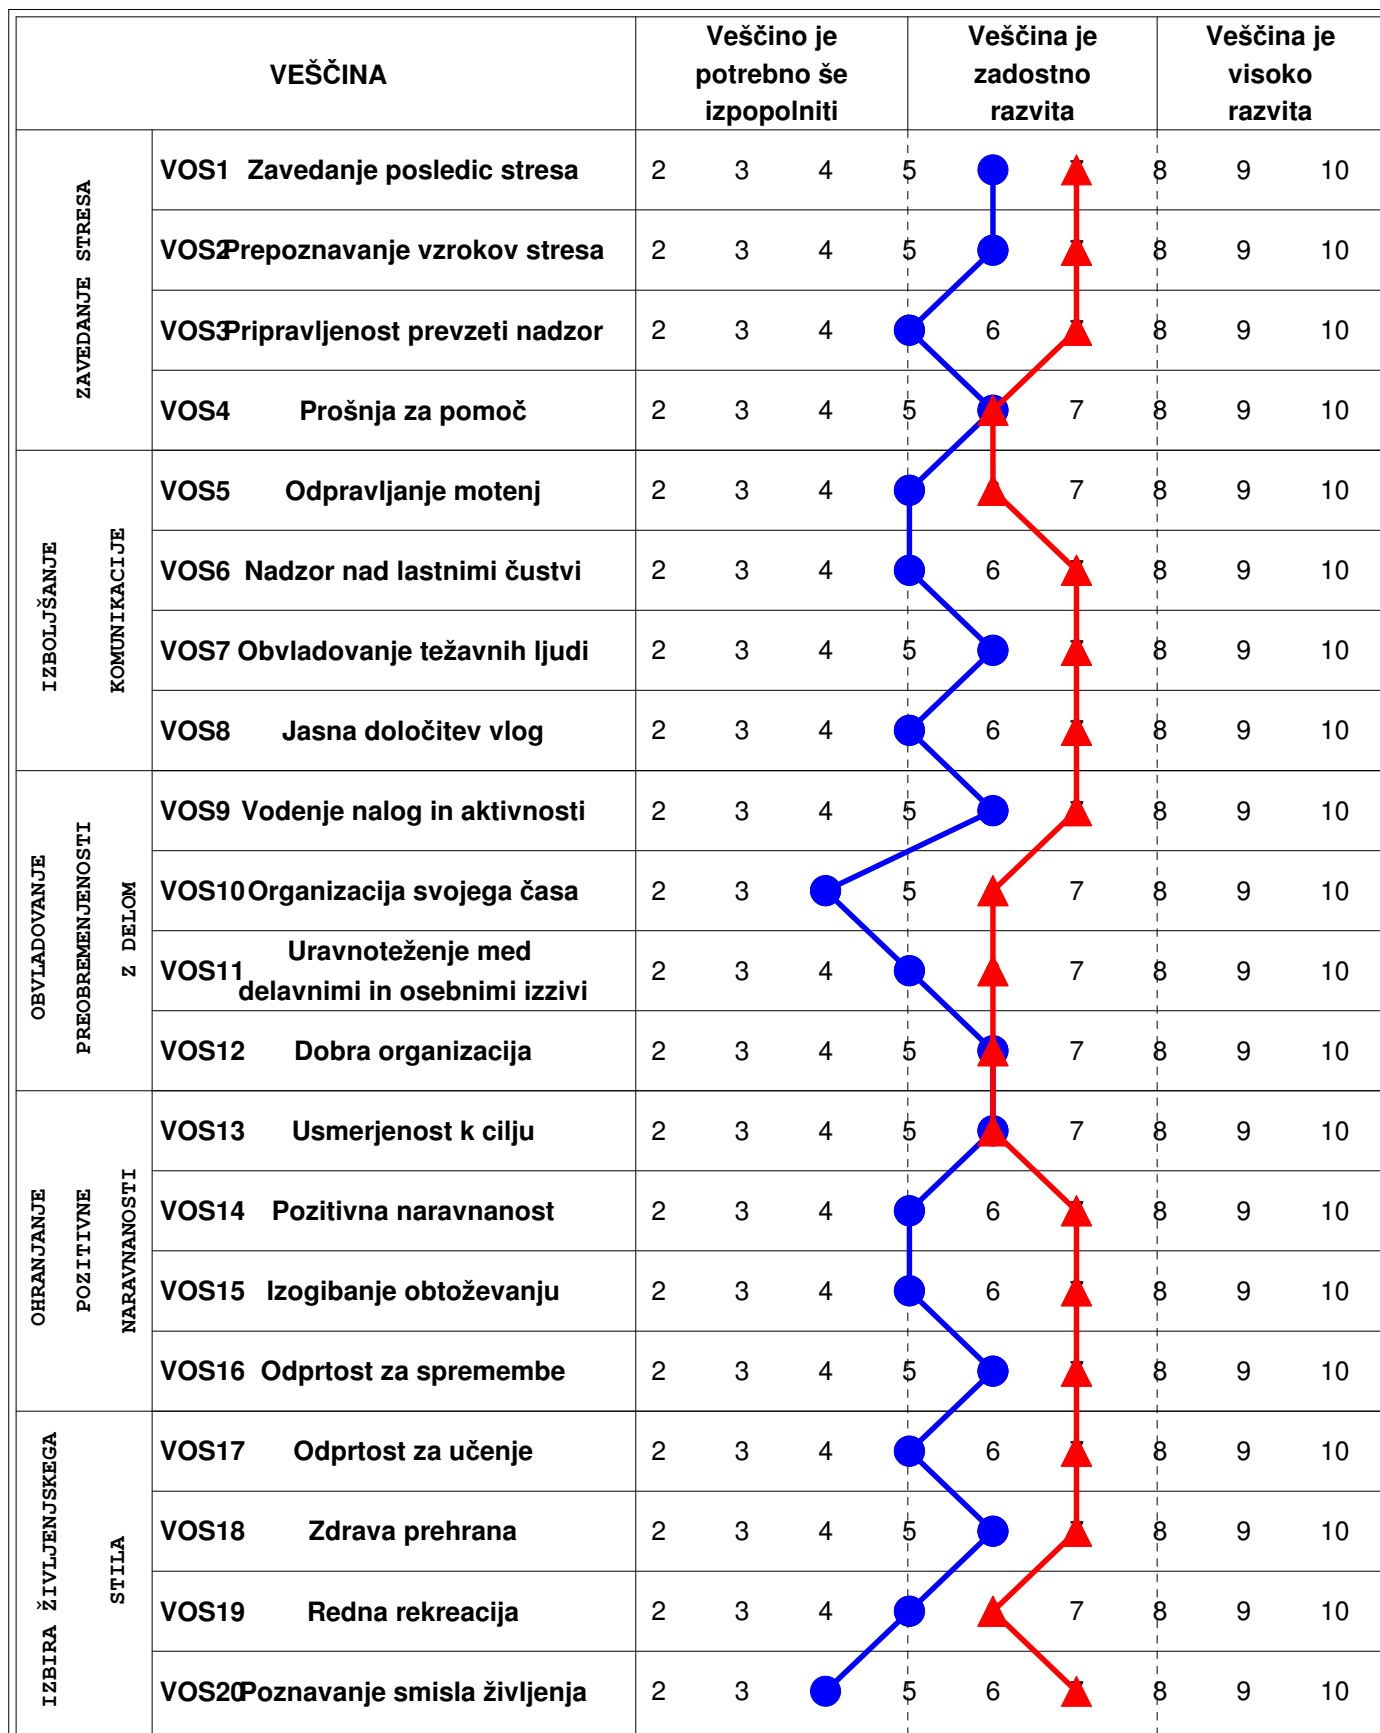 VEŠČINA
Veščino je
potrebno še
izpopolniti
Veščina je
zadostno
razvita
Veščina je
visoko
razvita
ZAVEDANJE STRESA
VOS1 Zavedanje posledic stresa 2 3 4 5 7 8 9 10
VOS2 Prepoznavanje vzrokov stresa 2 3 4 5 7 8 9 10
VOS3 Pripravljenost prevzeti nadzor 2 3 4 6 7 8 9 10
VOS4 Prošnja za pomoč 2 3 4 5 7 8 9 10
IZBOLJŠANJE
KOMUNIKACIJE
VOS5 Odpravljanje motenj 2 3 4 7 8 9 10
VOS6 Nadzor nad lastnimi čustvi 2 3 4 6 7 8 9 10
VOS7 Obvladovanje težavnih ljudi 2 3 4 5 7 8 9 10
VOS8 Jasna določitev vlog 2 3 4 6 7 8 9 10
OBVLADOVANJE
PREOBREMENJENOSTI
Z DELOM
VOS9 Vodenje nalog in aktivnosti 2 3 4 5 7 8 9 10
VOS10 Organizacija svojega časa 2 3 5 7 8 9 10
VOS11 Uravnoteženje med
delavnimi in osebnimi izzivi 2 3 4 7 8 9 10
VOS12 Dobra organizacija 2 3 4 5 7 8 9 10
OHRANJANJE
POZITIVNE
NARAVNANOSTI
VOS13 Usmerjenost k cilju 2 3 4 5 7 8 9 10
VOS14 Pozitivna naravnanost 2 3 4 6 7 8 9 10
VOS15 Izogibanje obtoževanju 2 3 4 6 7 8 9 10
VOS16 Odprtost za spremembe 2 3 4 5 7 8 9 10
IZBIRA ŽIVLJENJSKEGA
STILA
VOS17 Odprtost za učenje 2 3 4 6 7 8 9 10
VOS18 Zdrava prehrana 2 3 4 5 7 8 9 10
VOS19 Redna rekreacija 2 3 4 7 8 9 10
VOS20 Poznavanje smisla življenja 2 3 5 6 7 8 9 10